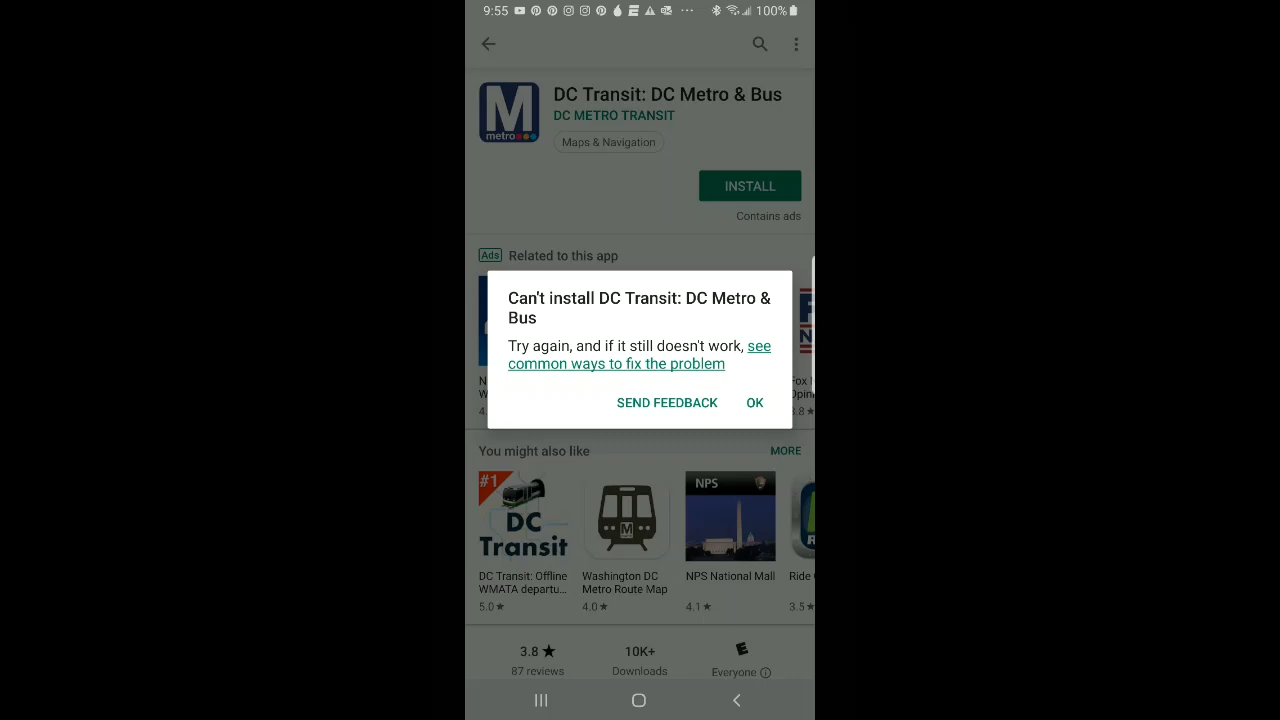 9:55 100%
DC Transit: DC Metro & Bus
M
metro
DC METRO TRANSIT
Maps & Navigation
INSTALL
Contains ads
Ads Related to this app
Can't install DC Transit: DC Metro &
Bus
Try again, and if it still doesn't work, see
common ways to fix the problem
SEND FEEDBACK OK
N
W
4.
Fox
.8★
You might also like MORE
#1
DC
Transit
M
NPS
DC Transit: Offline
WMATA departu...
5.0★
Washington DC
Metro Route Map
4.0★
NPS National Mall
4.1★
Ride
3.5★
3.8★
87 reviews
10K+
Downloads
E
Everyone